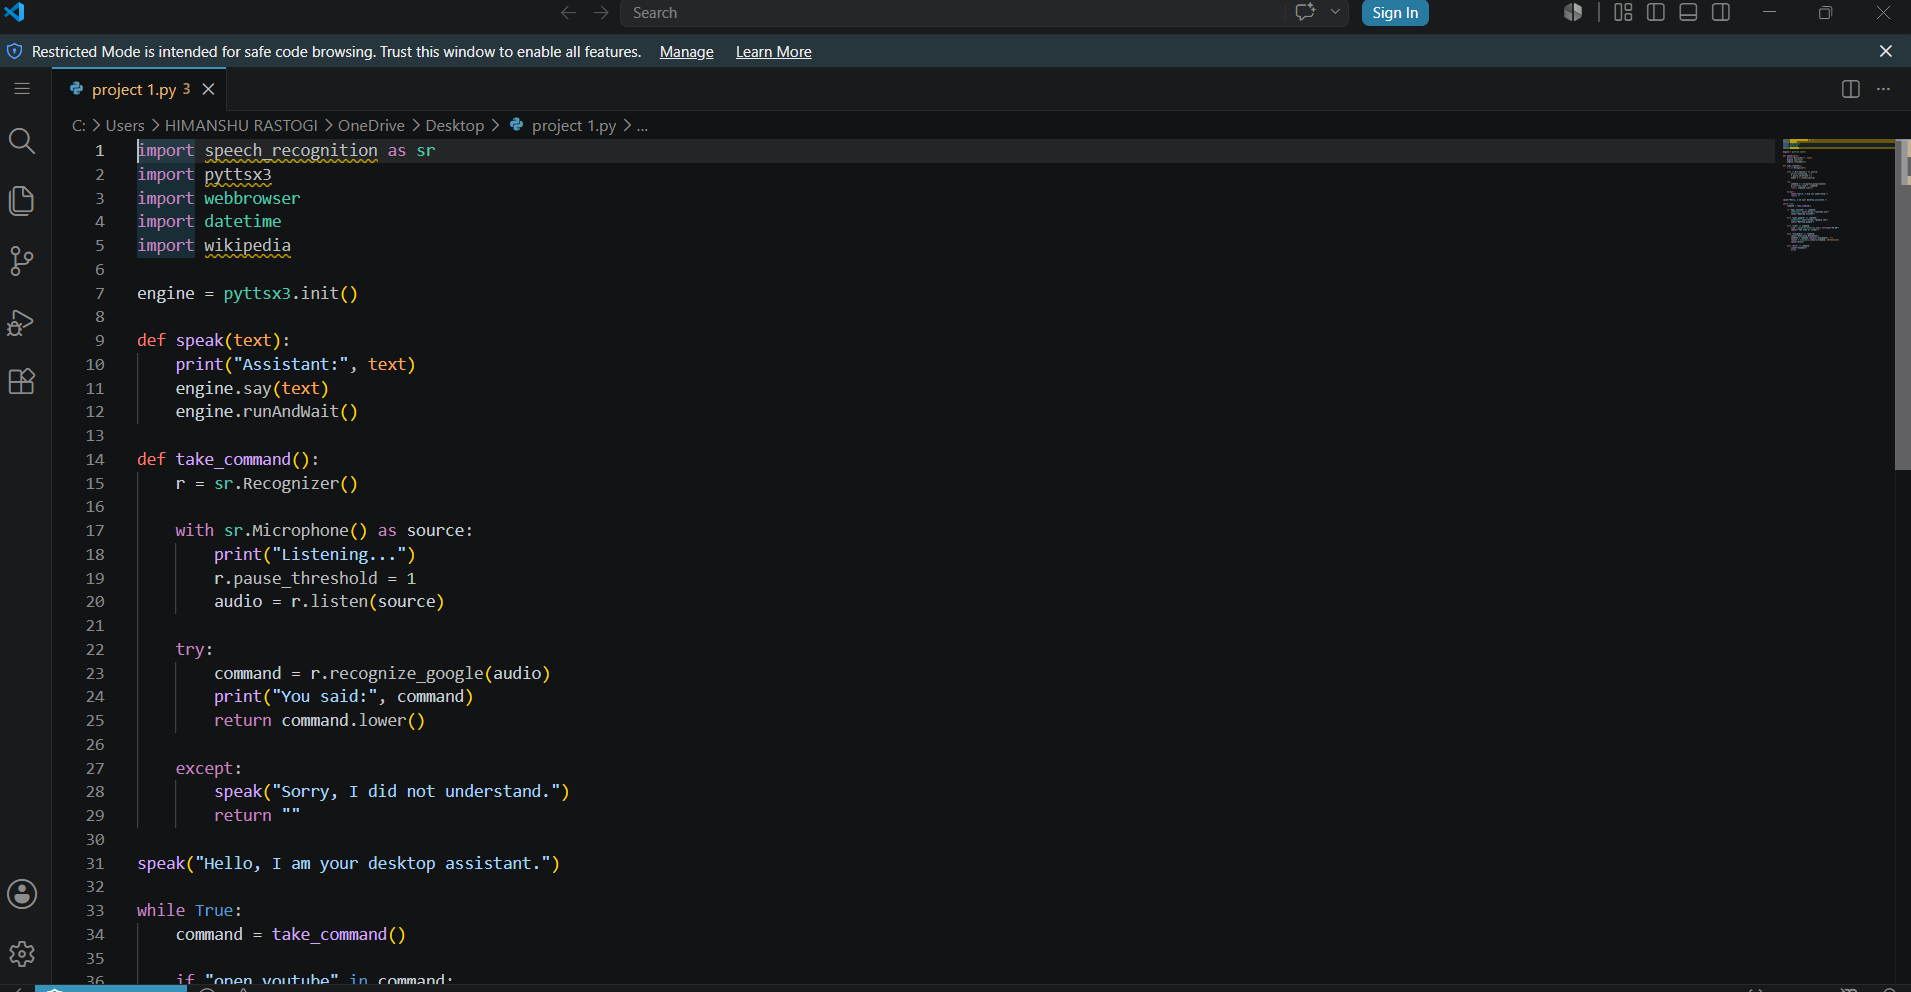 Search
Sign In
Restricted Mode is intended for safe code browsing. Trust this window to enable all features. Manage Learn More
project 1.py 3
C: > Users > HIMANSHU RASTOGI > OneDrive > Desktop > project 1.py > ...
1 import speech_recognition as sr
2 import pyttsx3
3 import webbrowser
4 import datetime
5 import wikipedia
6
7 engine = pyttsx3.init()
8
9 def speak(text):
10     print("Assistant:", text)
11     engine.say(text)
12     engine.runAndWait()
13
14 def take_command():
15     r = sr.Recognizer()
16
17     with sr.Microphone() as source:
18         print("Listening...")
19         r.pause_threshold = 1
20         audio = r.listen(source)
21
22     try:
23         command = r.recognize_google(audio)
24         print("You said:", command)
25         return command.lower()
26
27     except:
28         speak("Sorry, I did not understand.")
29         return ""
30
31 speak("Hello, I am your desktop assistant.")
32
33 while True:
34     command = take_command()
35
36     if "open youtube" in command: